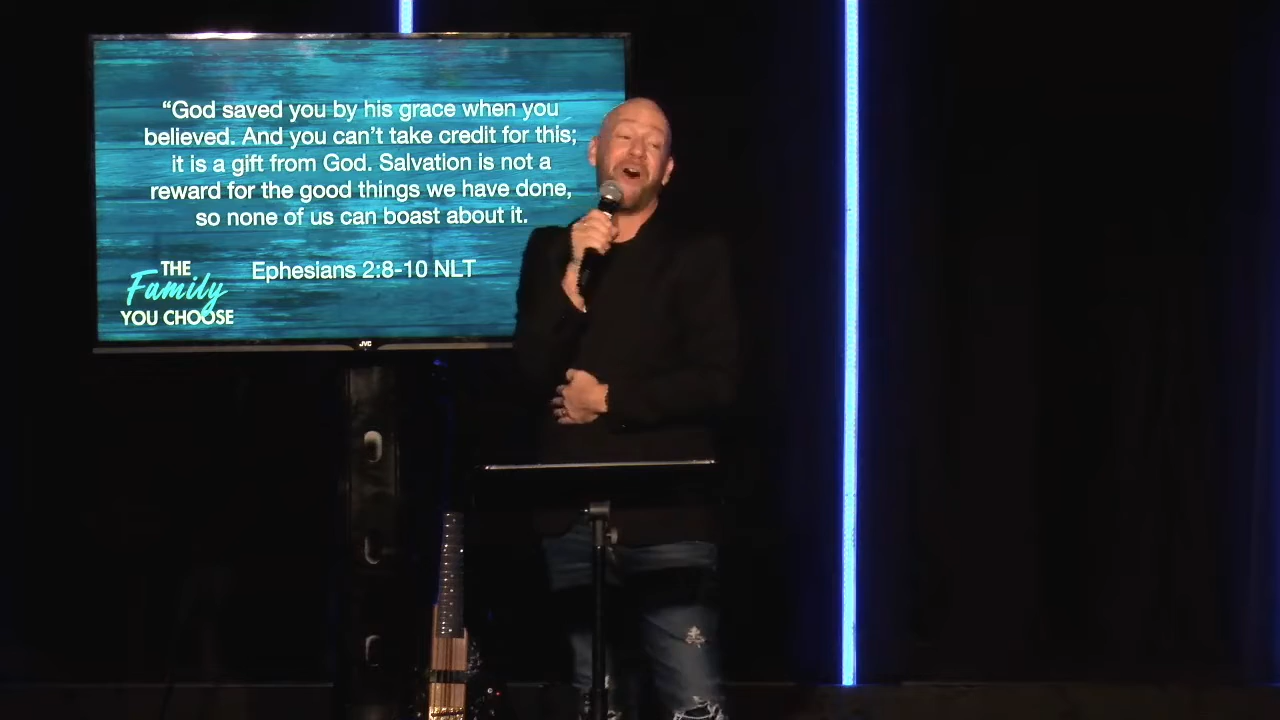 “God saved you by his grace when you
believed. And you can’t take credit for this;
it is a gift from God. Salvation is not a
reward for the good things we have done,
so none of us can boast about it.
Ephesians 2:8-10 NLT
THE
Family
YOU CHOOSE
JVC